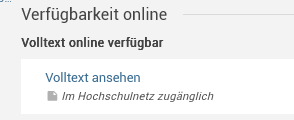 Verfügbarkeit online
Volltext online verfügbar
Volltext ansehen
Im Hochschulnetz zugänglich